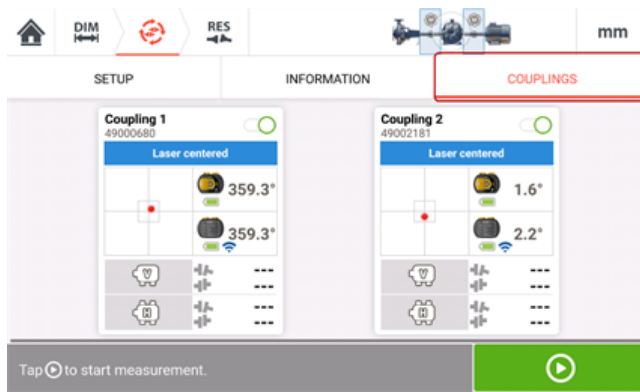 DIM
RES
mm
SETUP
INFORMATION
COUPLINGS
Coupling 1
49000680
Laser centered
359.3°
359.3°
V
---
---
H
---
---
Coupling 2
49002181
Laser centered
1.6°
2.2°
V
---
---
H
---
---
Tap to start measurement.